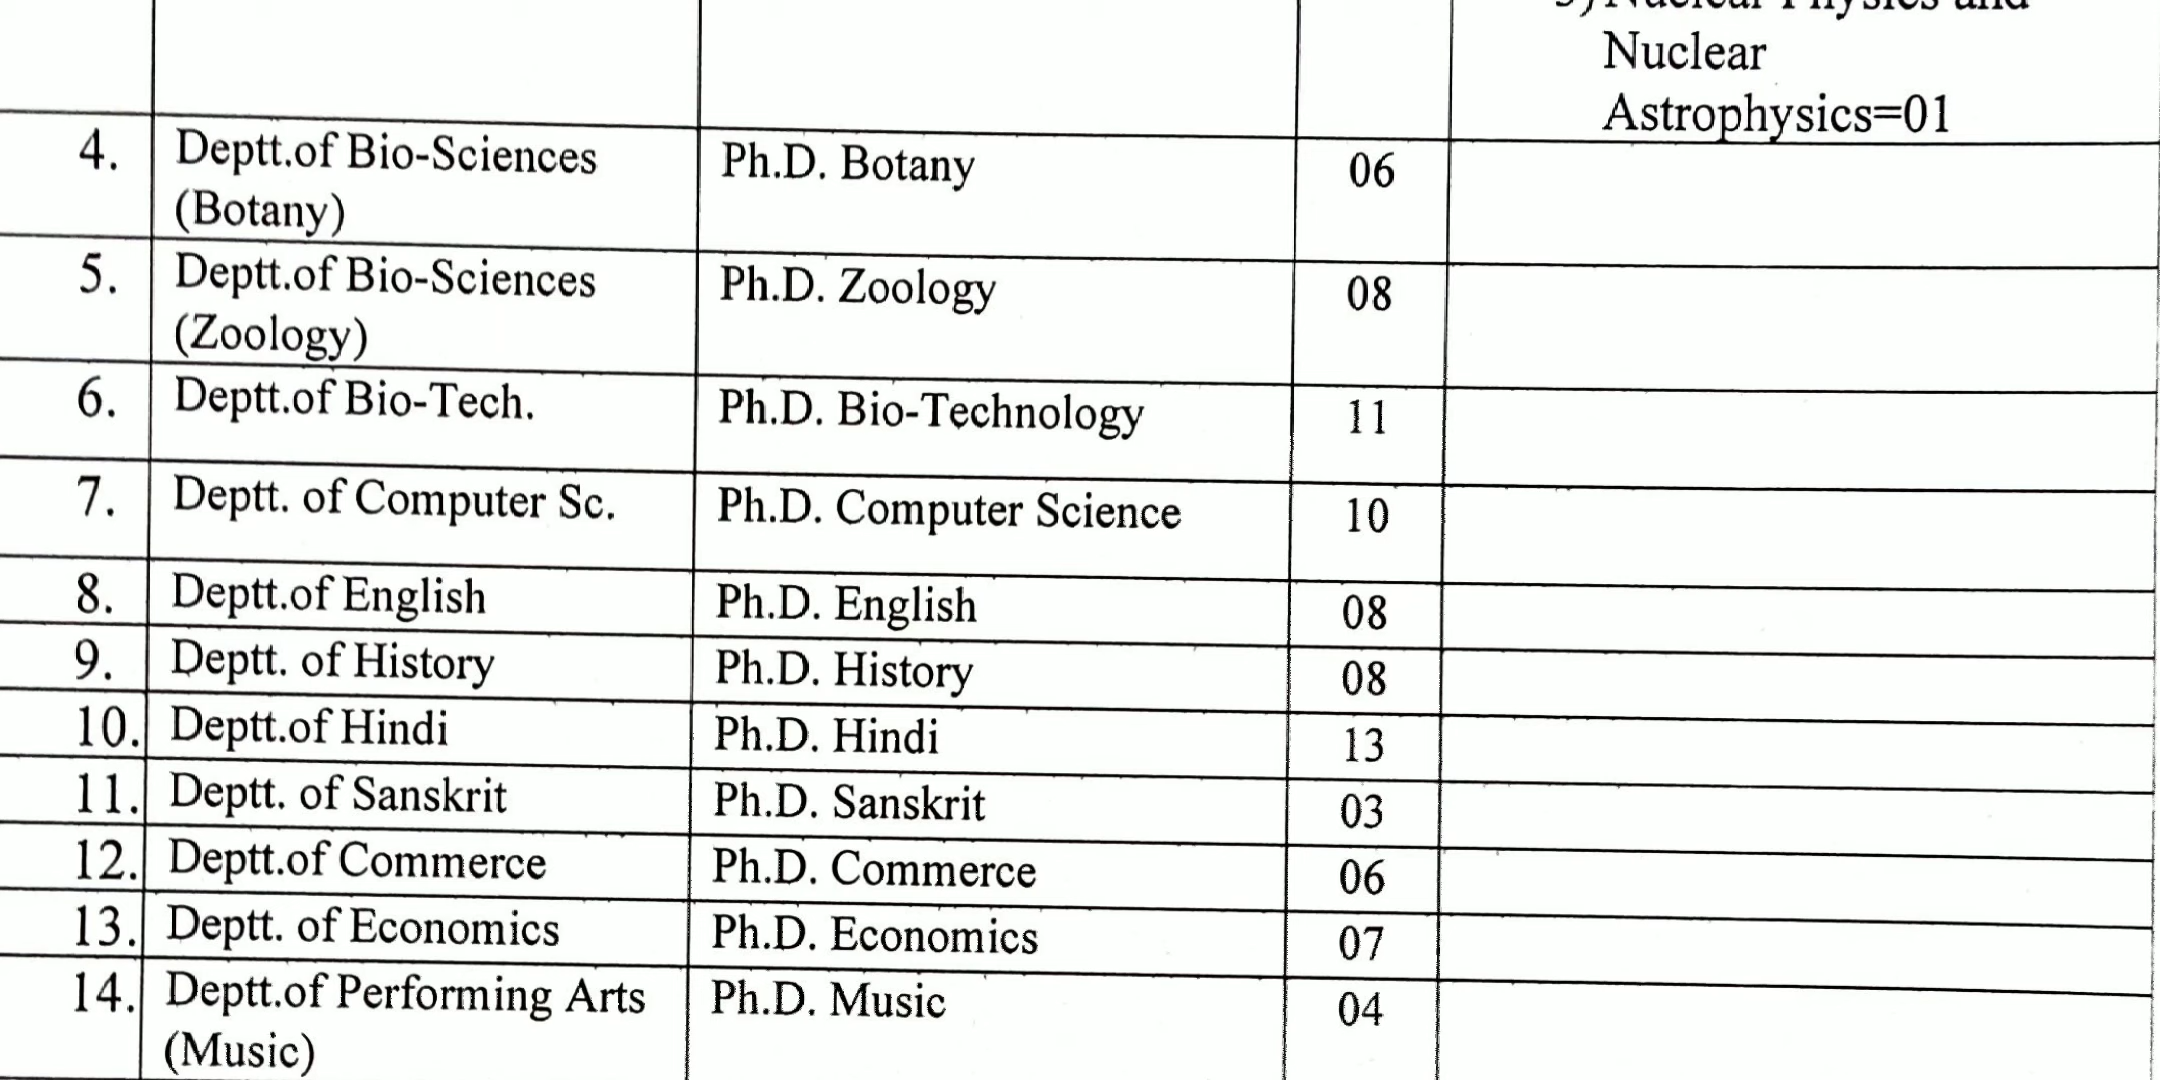 Nuclear Physics and
Nuclear
Astrophysics=01
4. Deptt.of Bio-Sciences Ph.D. Botany 06
(Botany)
5. Deptt.of Bio-Sciences Ph.D. Zoology 08
(Zoology)
6. Deptt.of Bio-Tech. Ph.D. Bio-Technology 11
7. Deptt. of Computer Sc. Ph.D. Computer Science 10
8. Deptt.of English Ph.D. English 08
9. Deptt. of History Ph.D. History 08
10. Deptt.of Hindi Ph.D. Hindi 13
11. Deptt. of Sanskrit Ph.D. Sanskrit 03
12. Deptt.of Commerce Ph.D. Commerce 06
13. Deptt. of Economics Ph.D. Economics 07
14. Deptt.of Performing Arts Ph.D. Music 04
(Music)